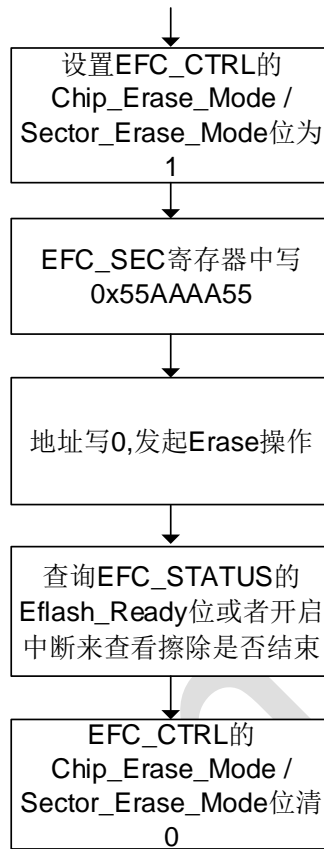 设置EFC_CTRL的
Chip_Erase_Mode /
Sector_Erase_Mode位为
1
EFC_SEC寄存器中写
0x55AAAA55
地址写0,发起Erase操作
查询EFC_STATUS的
Eflash_Ready位或者开启
中断来查看擦除是否结束
EFC_CTRL的
Chip_Erase_Mode /
Sector_Erase_Mode位清
0